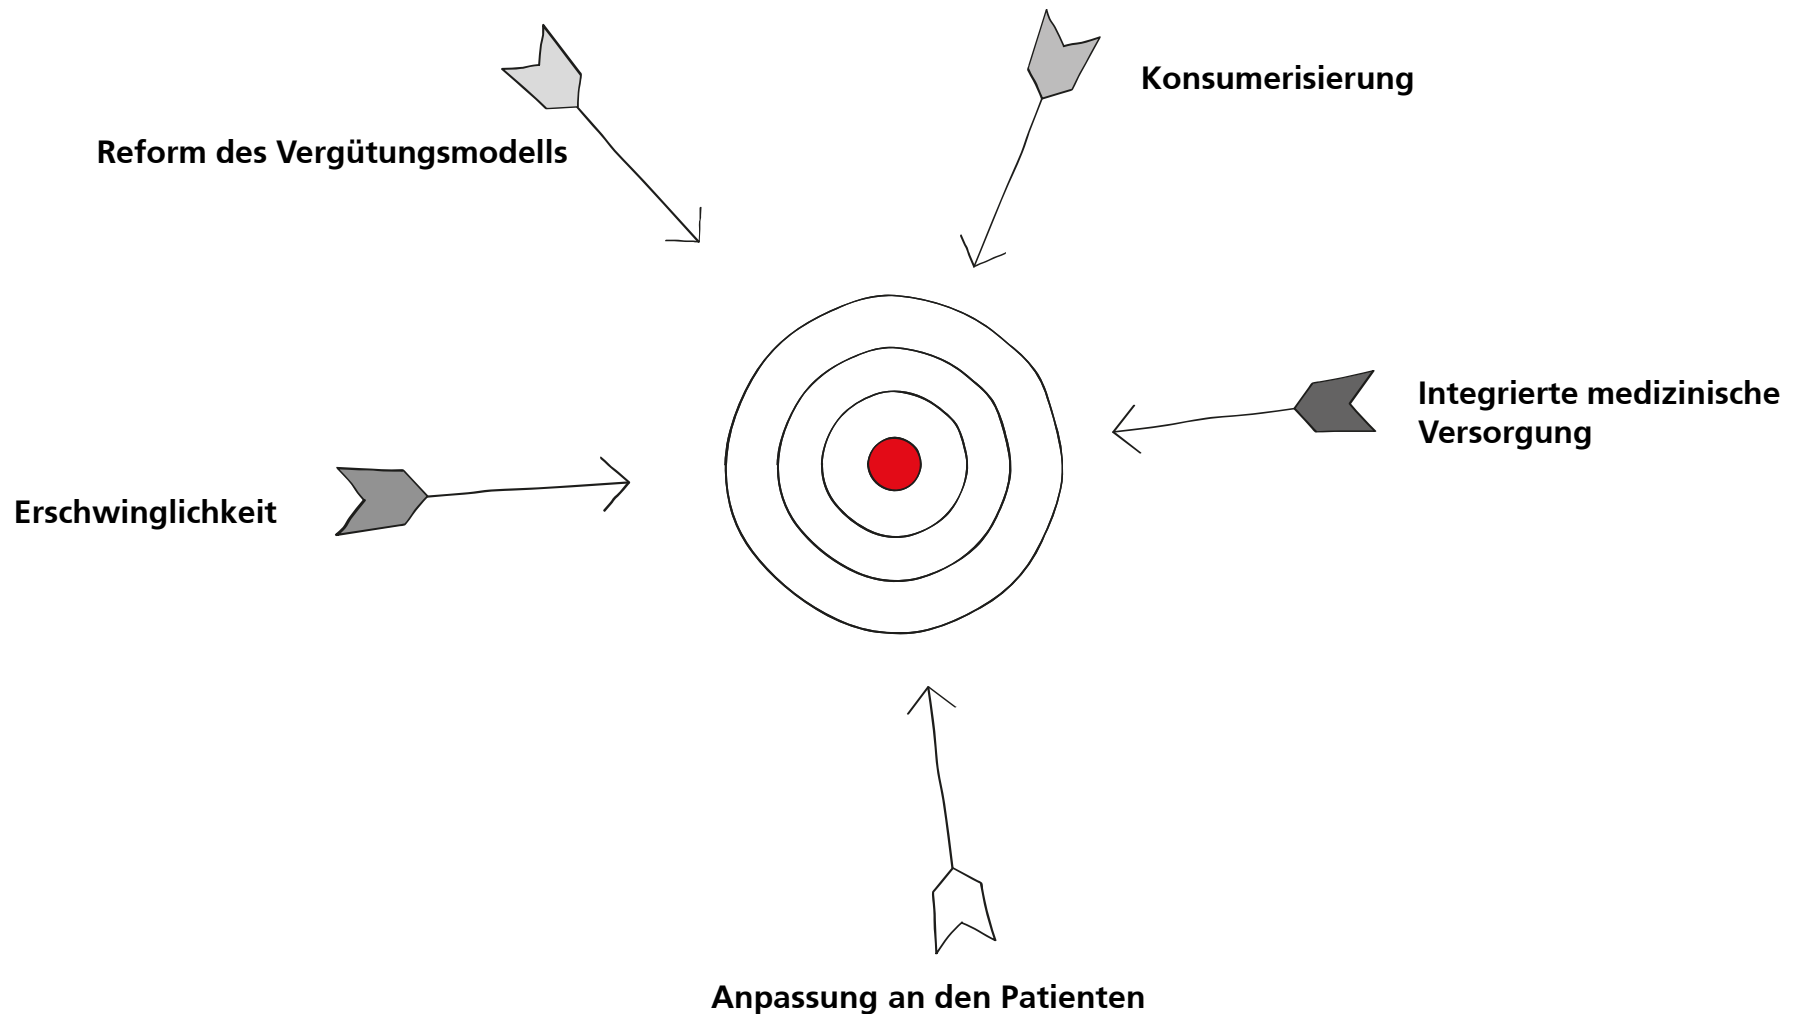 Konsumerisierung
Reform des Vergütungsmodells
Integrierte medizinische
Versorgung
Erschwinglichkeit
Anpassung an den Patienten